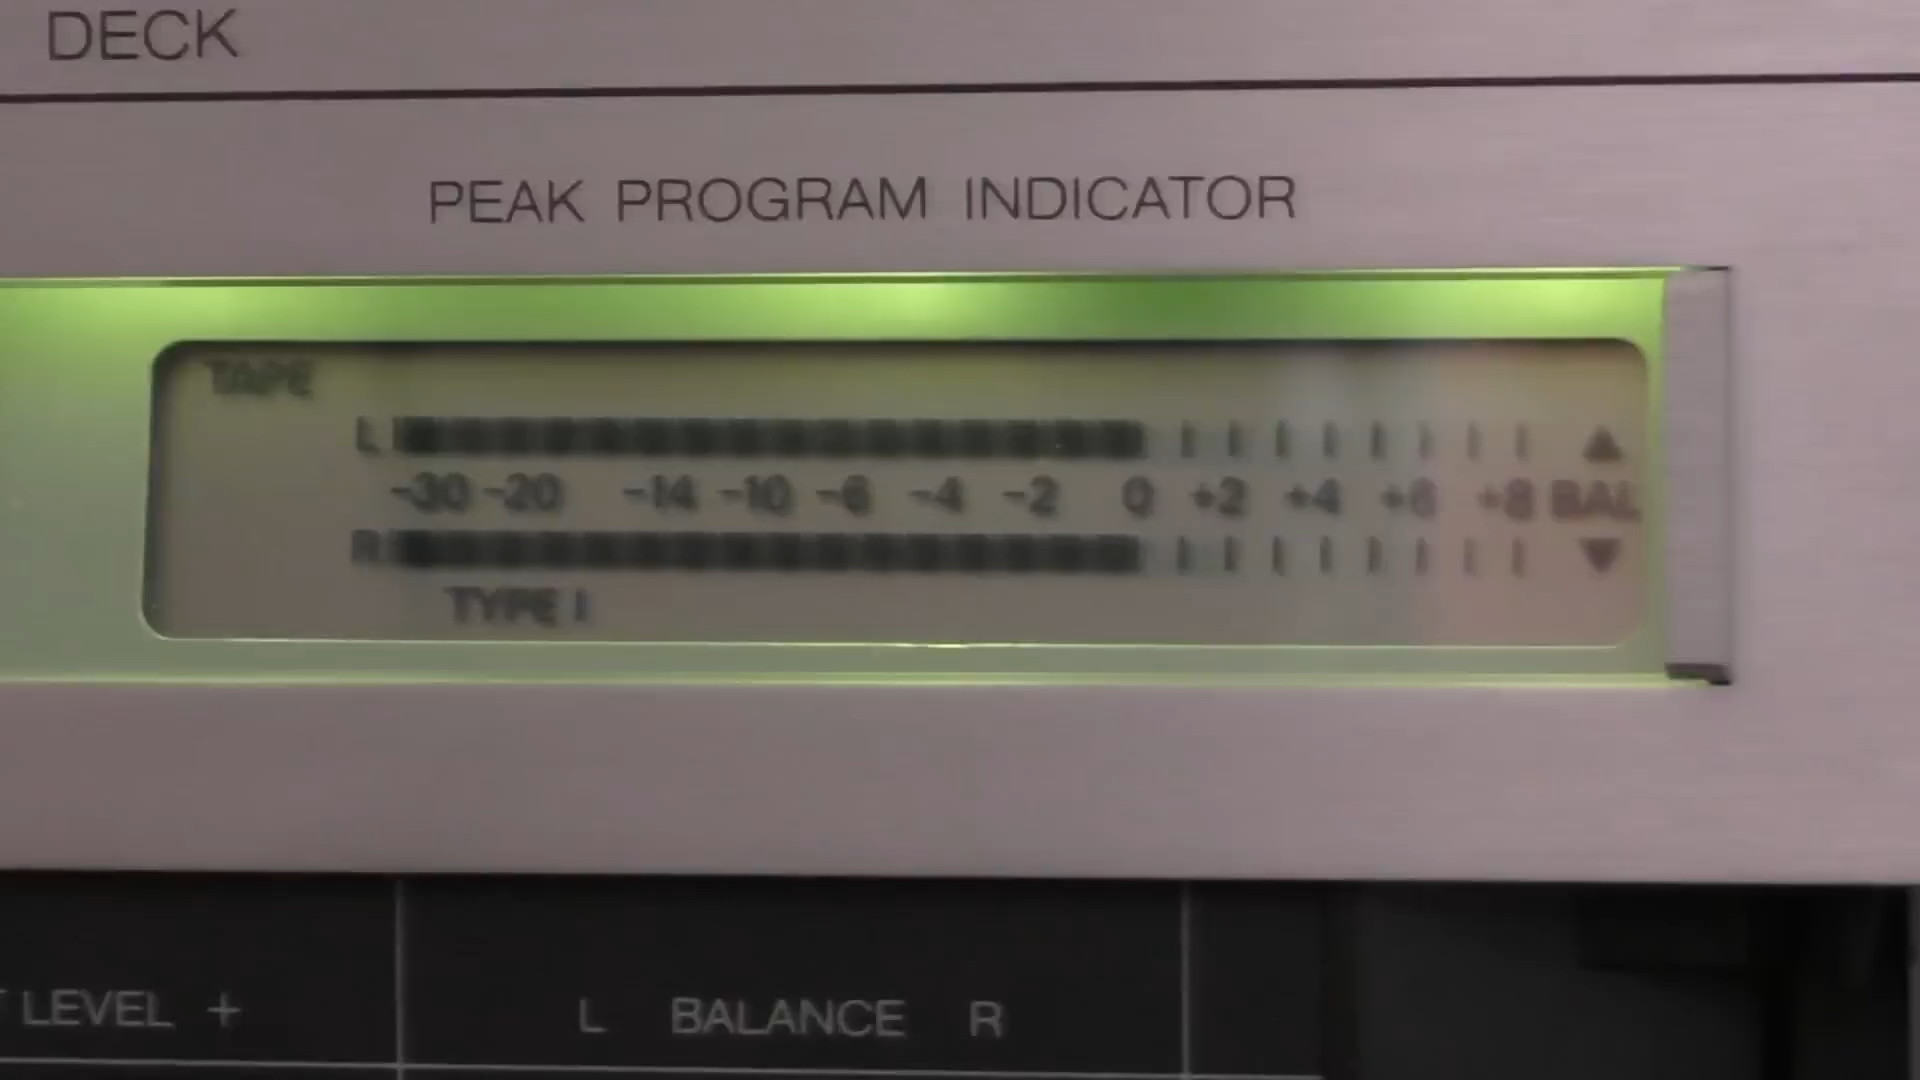 DECK
PEAK PROGRAM INDICATOR
TAPE
L
-30 -20 -14 -10 -6 -4 -2 0 +2 +4 +6 +8 BAL
R
TYPE I
LEVEL +
L BALANCE R